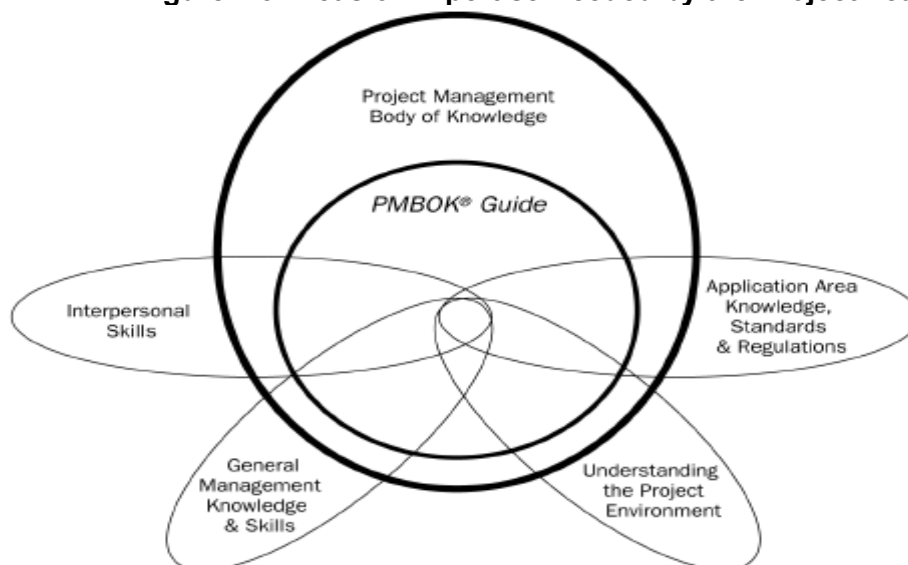 Project Management
Body of Knowledge
PMBOK® Guide
Interpersonal
Skills
Application Area
Knowledge,
Standards
& Regulations
General
Management
Knowledge
& Skills
Understanding
the Project
Environment